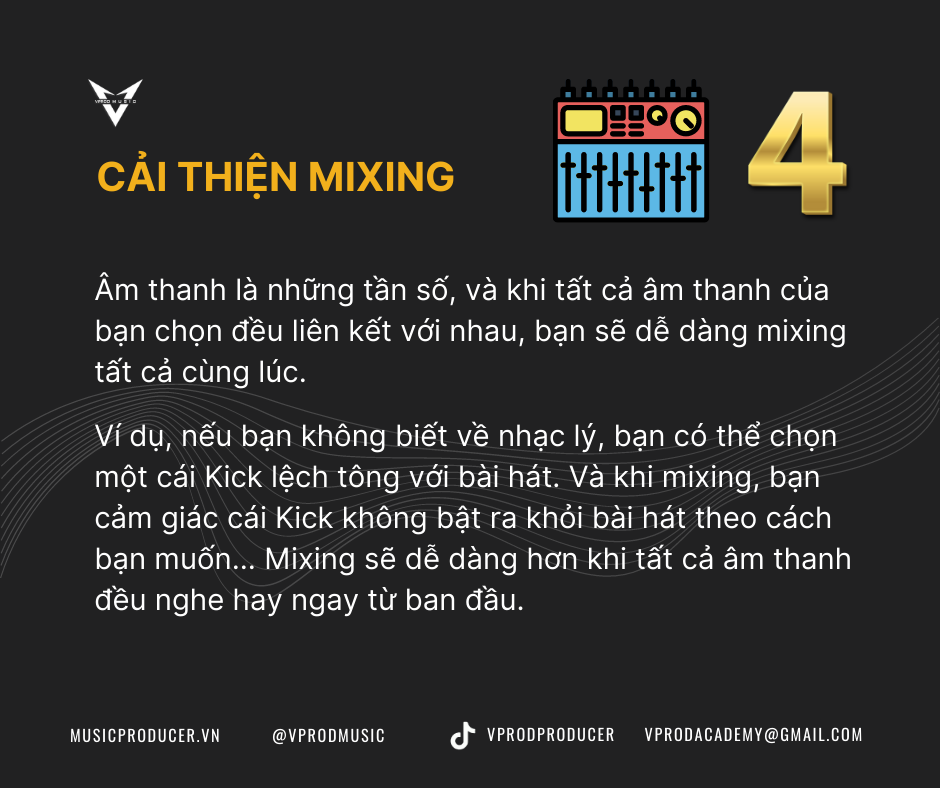 VPROD MUSIC
4
CẢI THIỆN MIXING
Âm thanh là những tần số, và khi tất cả âm thanh của
bạn chọn đều liên kết với nhau, bạn sẽ dễ dàng mixing
tất cả cùng lúc.
Ví dụ, nếu bạn không biết về nhạc lý, bạn có thể chọn
một cái Kick lệch tông với bài hát. Và khi mixing, bạn
cảm giác cái Kick không bật ra khỏi bài hát theo cách
bạn muốn... Mixing sẽ dễ dàng hơn khi tất cả âm thanh
đều nghe hay ngay từ ban đầu.
MUSICPRODUCER.VN @VPRODMUSIC VPRODPRODUCER VPRODACADEMY@GMAIL.COM